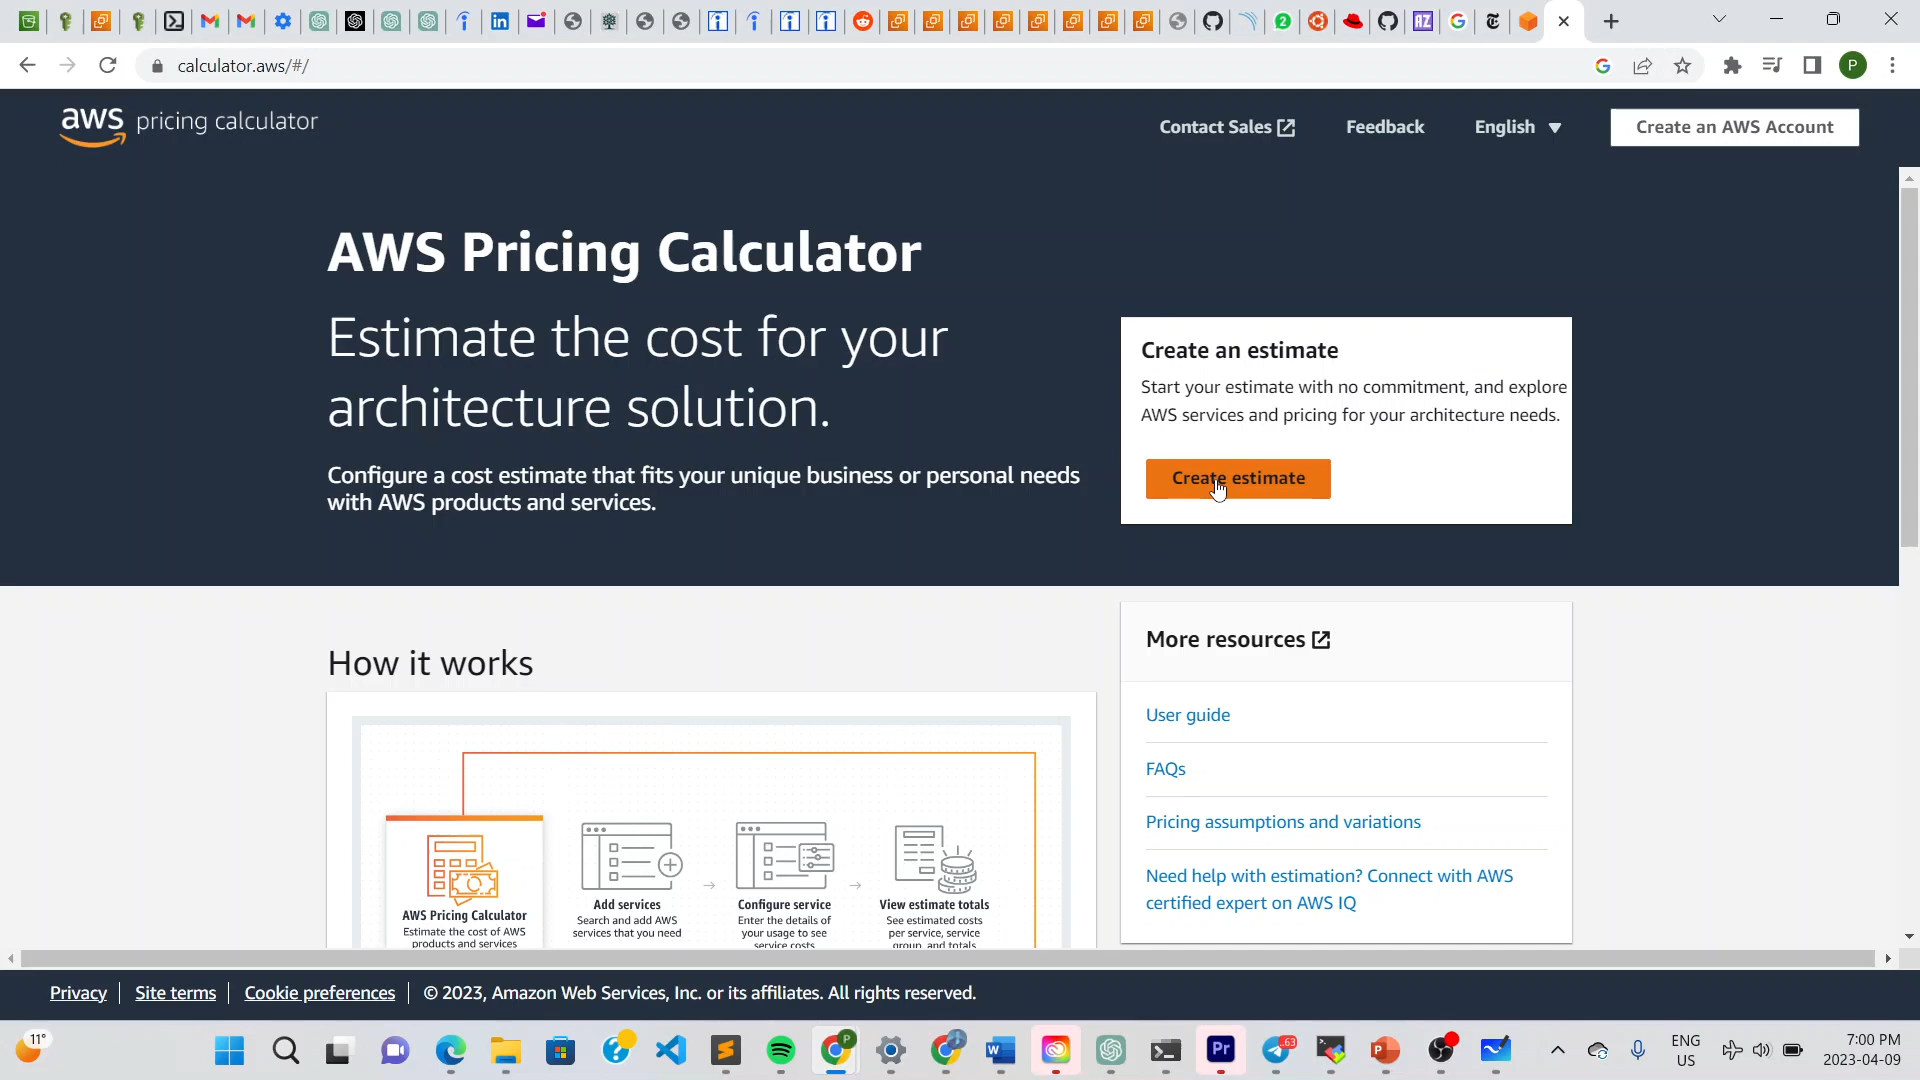 calculator.aws/#/
P
aws pricing calculator
Contact Sales
Feedback
English
Create an AWS Account
AWS Pricing Calculator
Estimate the cost for your
architecture solution.
Configure a cost estimate that fits your unique business or personal needs
with AWS products and services.
Create an estimate
Start your estimate with no commitment, and explore
AWS services and pricing for your architecture needs.
Create estimate
How it works
AWS Pricing Calculator
Estimate the cost of AWS
products and services
Add services
Search and add AWS
services that you need
Configure service
Enter the details of
your usage to see
service costs
View estimate totals
See estimated costs
per service, service
group, and totals
More resources
User guide
FAQs
Pricing assumptions and variations
Need help with estimation? Connect with AWS
certified expert on AWS IQ
Privacy
Site terms
Cookie preferences
© 2023, Amazon Web Services, Inc. or its affiliates. All rights reserved.
11°
P
W
Pr
63
P
ENG
US
7:00 PM
2023-04-09